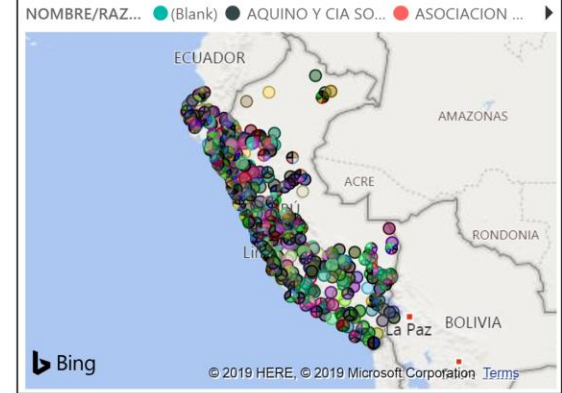 NOMBRE/RAZ... (Blank) AQUINO Y CIA SO... ASOCIACION ...
ECUADOR
AMAZONAS
ACRE
RONDONIA
La Paz
BOLIVIA
Bing
© 2019 HERE, © 2019 Microsoft Corporation Terms